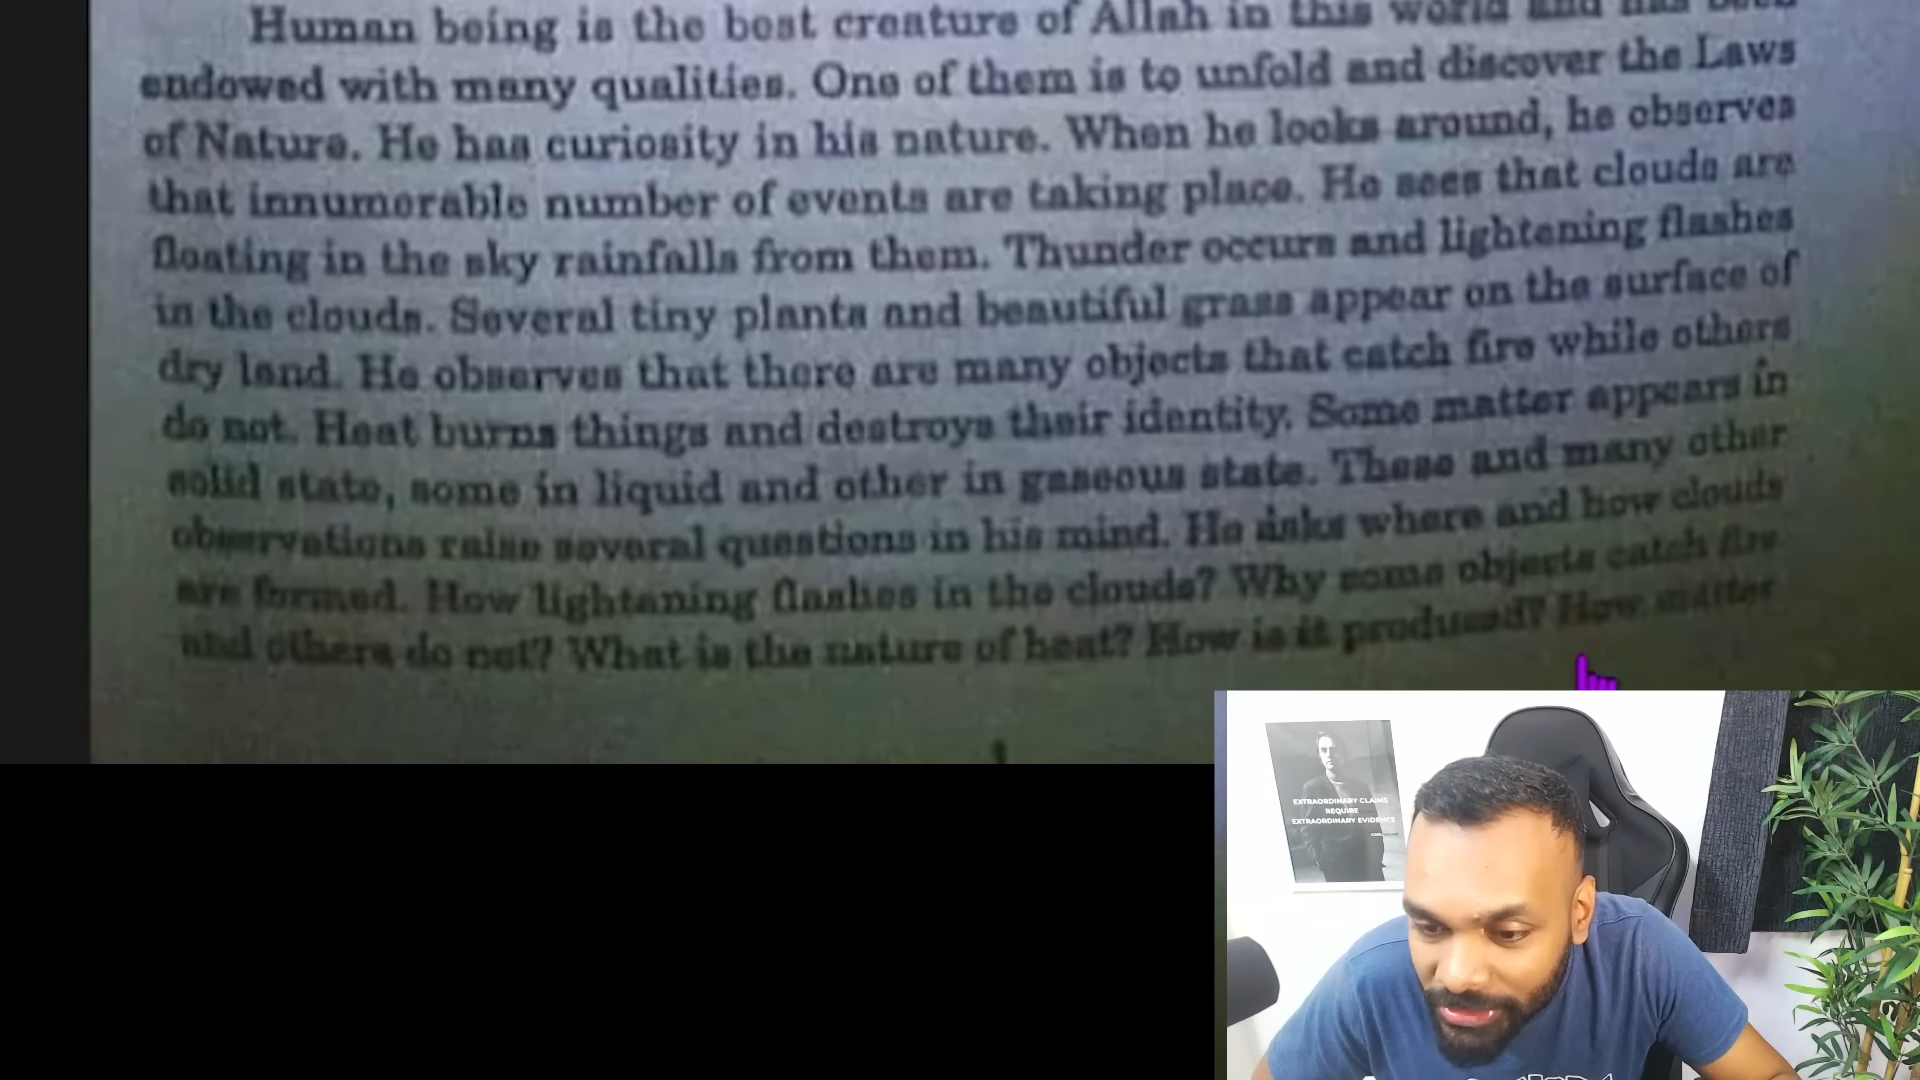 Human being is the best creature of Allah in this world and has been
endowed with many qualities. One of them is to unfold and discover the Laws
of Nature. He has curiosity in his nature. When he looks around, he observes
that innumerable number of events are taking place. He sees that clouds are
floating in the sky rainfalls from them. Thunder occurs and lightening flashes
in the clouds. Several tiny plants and beautiful grass appear on the surface of
dry land. He observes that there are many objects that catch fire while others
do not. Heat burns things and destroys their identity. Some matter appears in
solid state, some in liquid and other in gaseous state. These and many other
observations raise several questions in his mind. He asks where and how clouds
are formed. How lightening flashes in the clouds? Why some objects catch fire
and others do not? What is the nature of heat? How is it produced? How matter
EXTRAORDINARY CLAIMS
REQUIRE
EXTRAORDINARY EVIDENCE